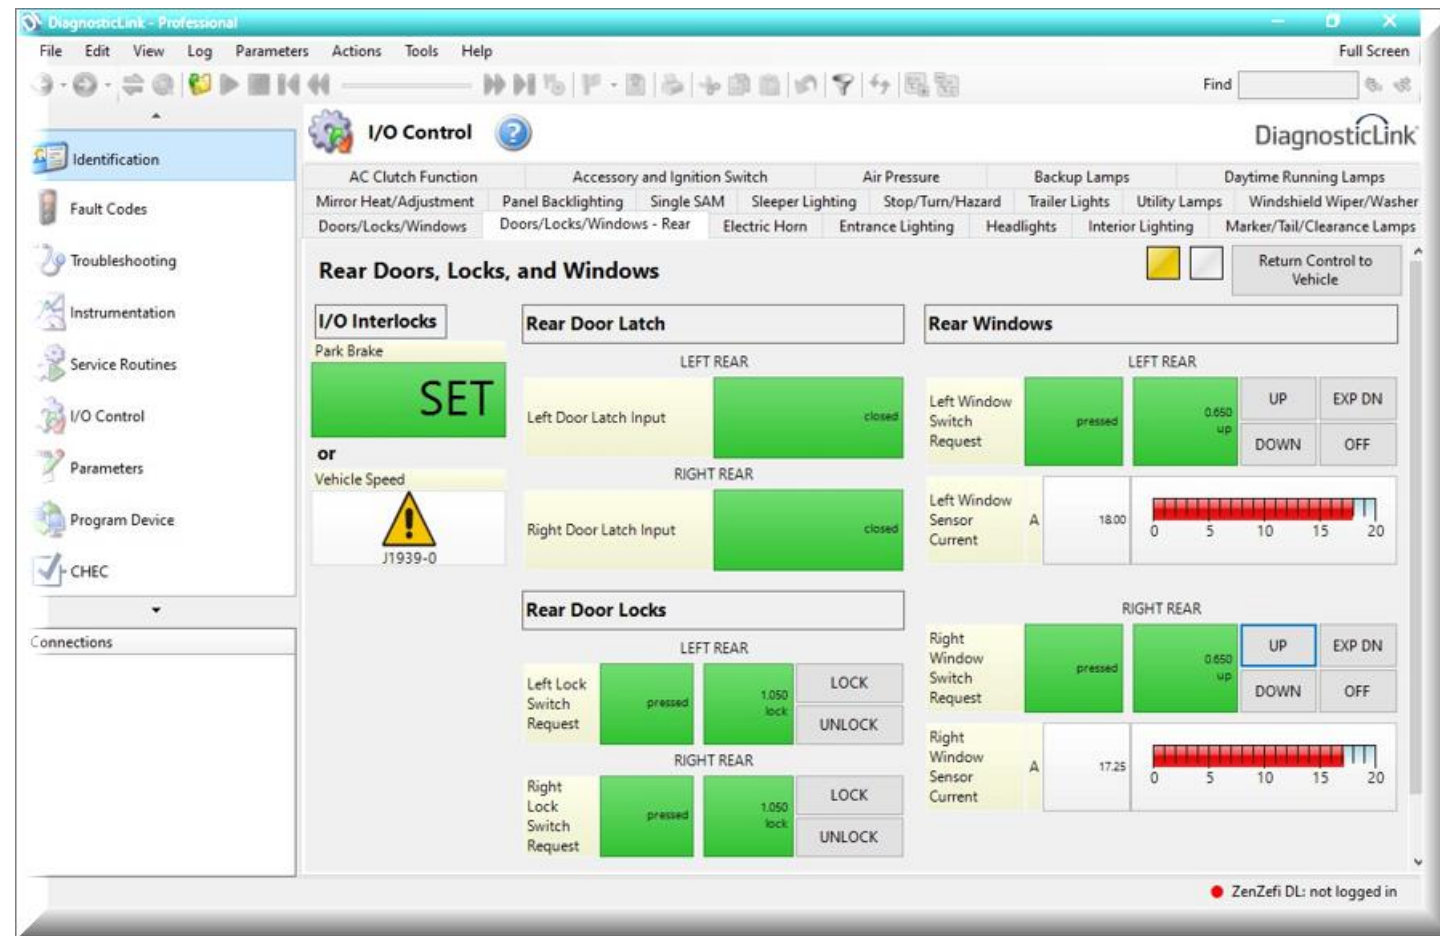 DiagnosticLink - Professional
File Edit View Log Parameters Actions Tools Help Full Screen
Find
Identification
Fault Codes
Troubleshooting
Instrumentation
Service Routines
I/O Control
Parameters
Program Device
CHEC
Connections
I/O Control
DiagnosticLink
AC Clutch Function Accessory and Ignition Switch Air Pressure Backup Lamps Daytime Running Lamps
Mirror Heat/Adjustment Panel Backlighting Single SAM Sleeper Lighting Stop/Turn/Hazard Trailer Lights Utility Lamps Windshield Wiper/Washer
Doors/Locks/Windows Doors/Locks/Windows - Rear Electric Horn Entrance Lighting Headlights Interior Lighting Marker/Tail/Clearance Lamps
Rear Doors, Locks, and Windows
Return Control to
Vehicle
I/O Interlocks
Park Brake
SET
or
Vehicle Speed
J1939-0
Rear Door Latch
LEFT REAR
Left Door Latch Input closed
RIGHT REAR
Right Door Latch Input closed
Rear Door Locks
LEFT REAR
Left Lock
Switch
Request
pressed
1.050
lock
LOCK
UNLOCK
RIGHT REAR
Right
Lock
Switch
Request
pressed
1.050
lock
LOCK
UNLOCK
Rear Windows
LEFT REAR
Left Window
Switch
Request
pressed
0.650
up
UP EXP DN
DOWN OFF
Left Window
Sensor
Current
A 18.00
0 5 10 15 20
RIGHT REAR
Right
Window
Switch
Request
pressed
0.650
up
UP EXP DN
DOWN OFF
Right
Window
Sensor
Current
A 17.25
0 5 10 15 20
ZenZefi DL: not logged in